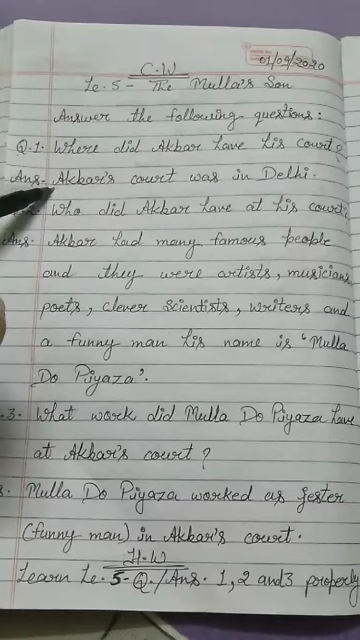 01/09/2020
C.W
Le. 5 - The Mulla's Son
Answer the following questions:
Q.1. Where did Akbar have his court?
Ans- Akbar's court was in Delhi.
Who did Akbar have at his court
Ans. Akbar had many famous people
and they were artists, musicians
poets, clever scientists, writers and
a funny man his name is 'Mulla
Do Piyaza'.
.3. What work did Mulla Do Piyaza have
at Akbar's court?
s. Mulla Do Piyaza worked as jester
(funny man) in Akbar's court.
H.W
Learn Le. 5- Q./Ans. 1, 2 and 3 properly